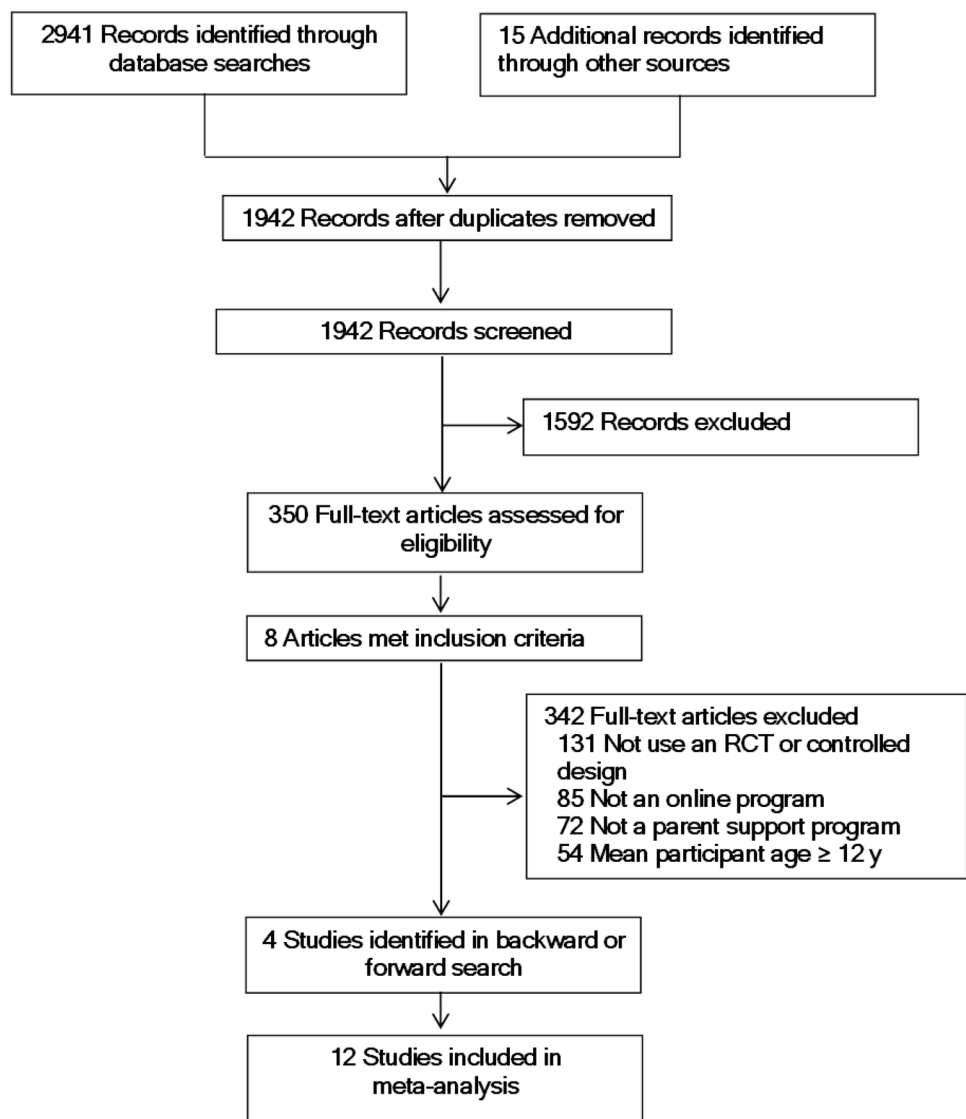 2941 Records identified through
database searches
15 Additional records identified
through other sources
1942 Records after duplicates removed
1942 Records screened
1592 Records excluded
350 Full-text articles assessed for
eligibility
8 Articles met inclusion criteria
342 Full-text articles excluded
131 Not use an RCT or controlled
design
85 Not an online program
72 Not a parent support program
54 Mean participant age ≥ 12 y
4 Studies identified in backward or
forward search
12 Studies included in
meta-analysis